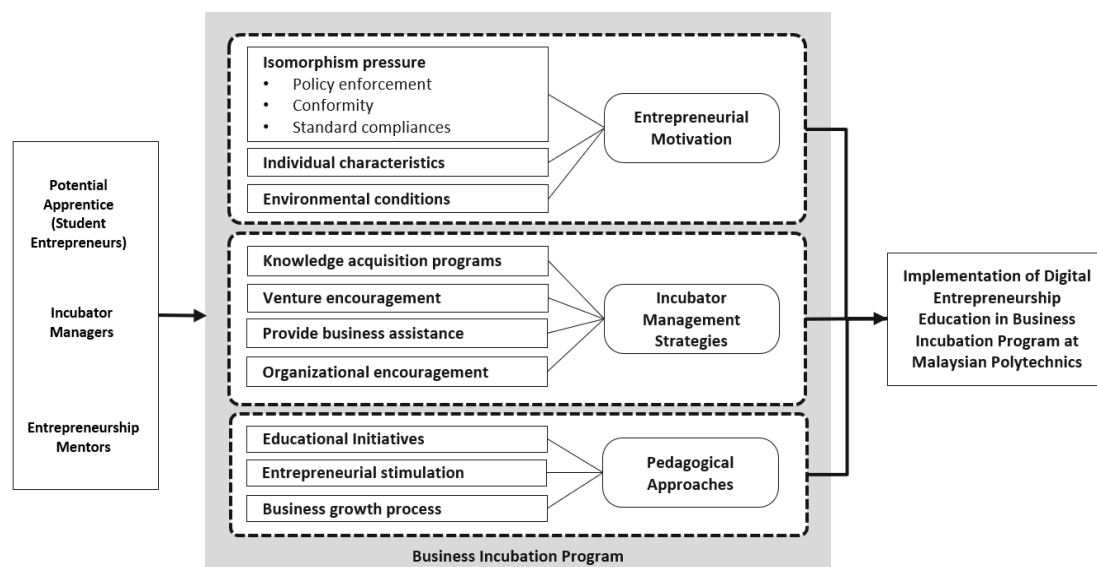 Potential
Apprentice
(Student
Entrepreneurs)
Incubator
Managers
Entrepreneurship
Mentors
Isomorphism pressure
• Policy enforcement
• Conformity
• Standard compliances
Individual characteristics
Environmental conditions
Entrepreneurial
Motivation
Knowledge acquisition programs
Venture encouragement
Provide business assistance
Organizational encouragement
Incubator
Management
Strategies
Educational Initiatives
Entrepreneurial stimulation
Business growth process
Pedagogical
Approaches
Business Incubation Program
Implementation of Digital
Entrepreneurship
Education in Business
Incubation Program at
Malaysian Polytechnics